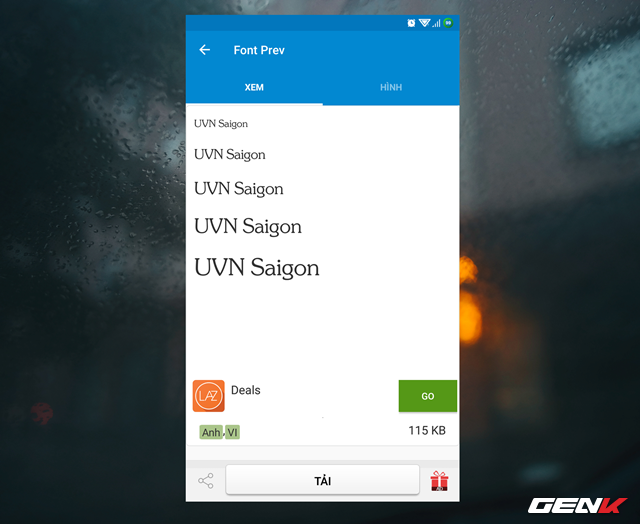 Font Prev
XEM
HÌNH
UVN Saigon
UVN Saigon
UVN Saigon
UVN Saigon
UVN Saigon
LAZ
Deals
GO
Anh, VI
115 KB
TẢI
AD
GENK